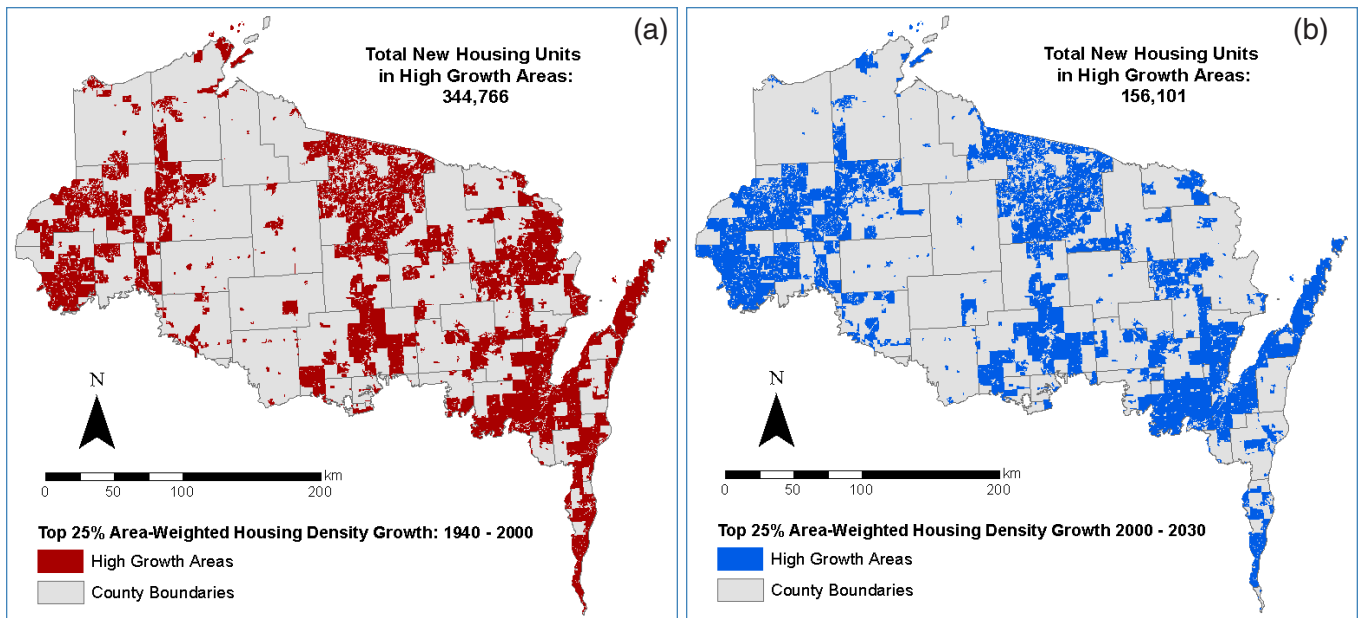 (a)
Total New Housing Units
in High Growth Areas:
344,766
N
km
0 50 100 200
Top 25% Area-Weighted Housing Density Growth: 1940 - 2000
High Growth Areas
County Boundaries
(b)
Total New Housing Units
in High Growth Areas:
156,101
N
km
0 50 100 200
Top 25% Area-Weighted Housing Density Growth 2000 - 2030
High Growth Areas
County Boundaries